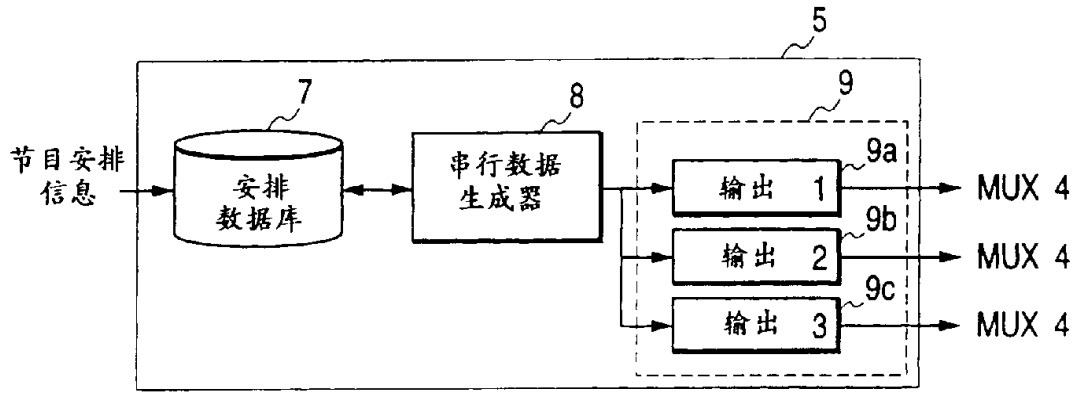 5
7
8
9
节目安排
信息
安排
数据库
串行数据
生成器
9a
输出 1
MUX 4
9b
输出 2
MUX 4
9c
输出 3
MUX 4